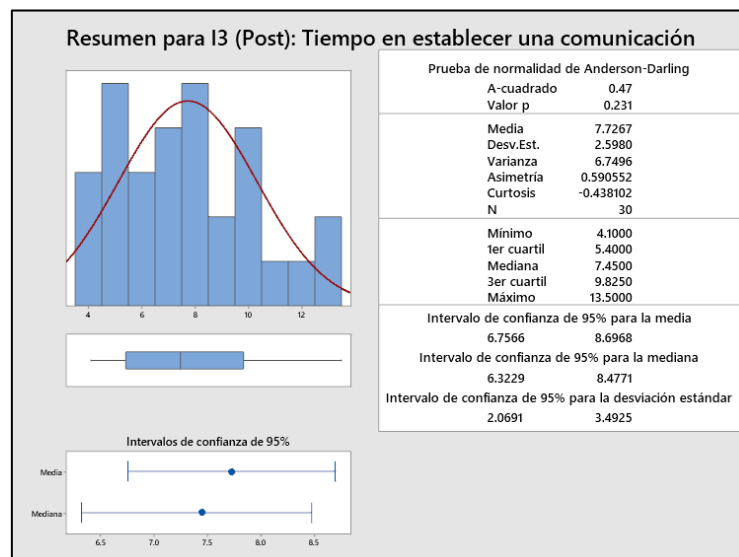 Resumen para I3 (Post): Tiempo en establecer una comunicación
4 6 8 10 12
Intervalos de confianza de 95%
Media
Mediana
6.5 7.0 7.5 8.0 8.5
Prueba de normalidad de Anderson-Darling
A-cuadrado 0.47
Valor p 0.231
Media 7.7267
Desv.Est. 2.5980
Varianza 6.7496
Asimetría 0.590552
Curtosis -0.438102
N 30
Mínimo 4.1000
1er cuartil 5.4000
Mediana 7.4500
3er cuartil 9.8250
Máximo 13.5000
Intervalo de confianza de 95% para la media
6.7566 8.6968
Intervalo de confianza de 95% para la mediana
6.3229 8.4771
Intervalo de confianza de 95% para la desviación estándar
2.0691 3.4925